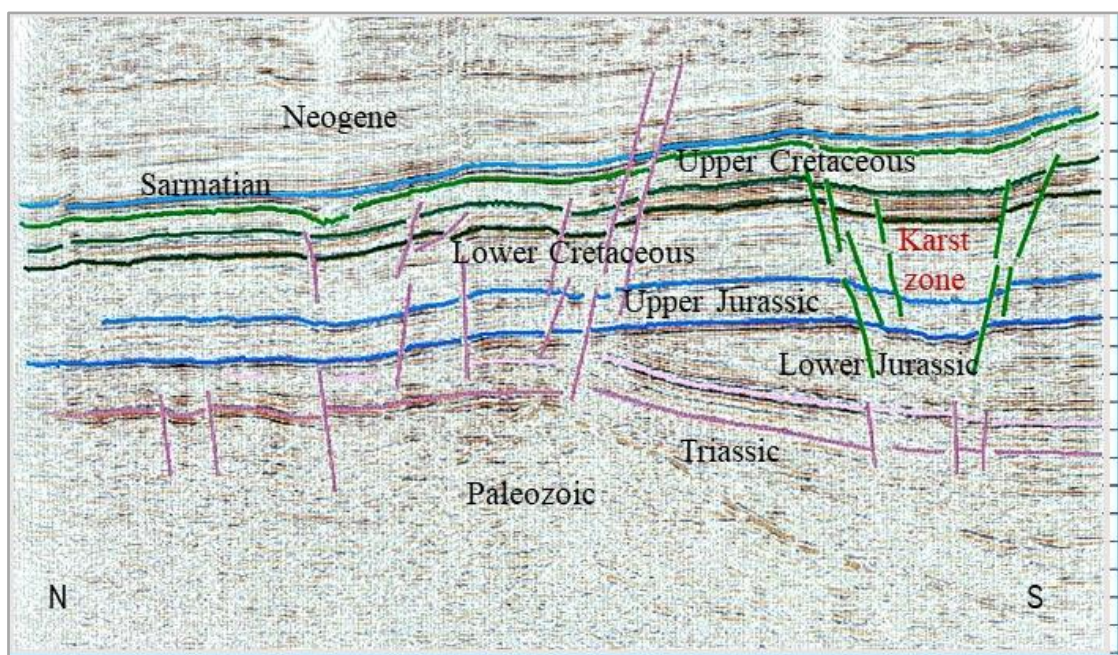 Neogene
Upper Cretaceous
Sarmatian
Karst
zone
Lower Cretaceous
Upper Jurassic
Lower Jurassic
Triassic
Paleozoic
N
S